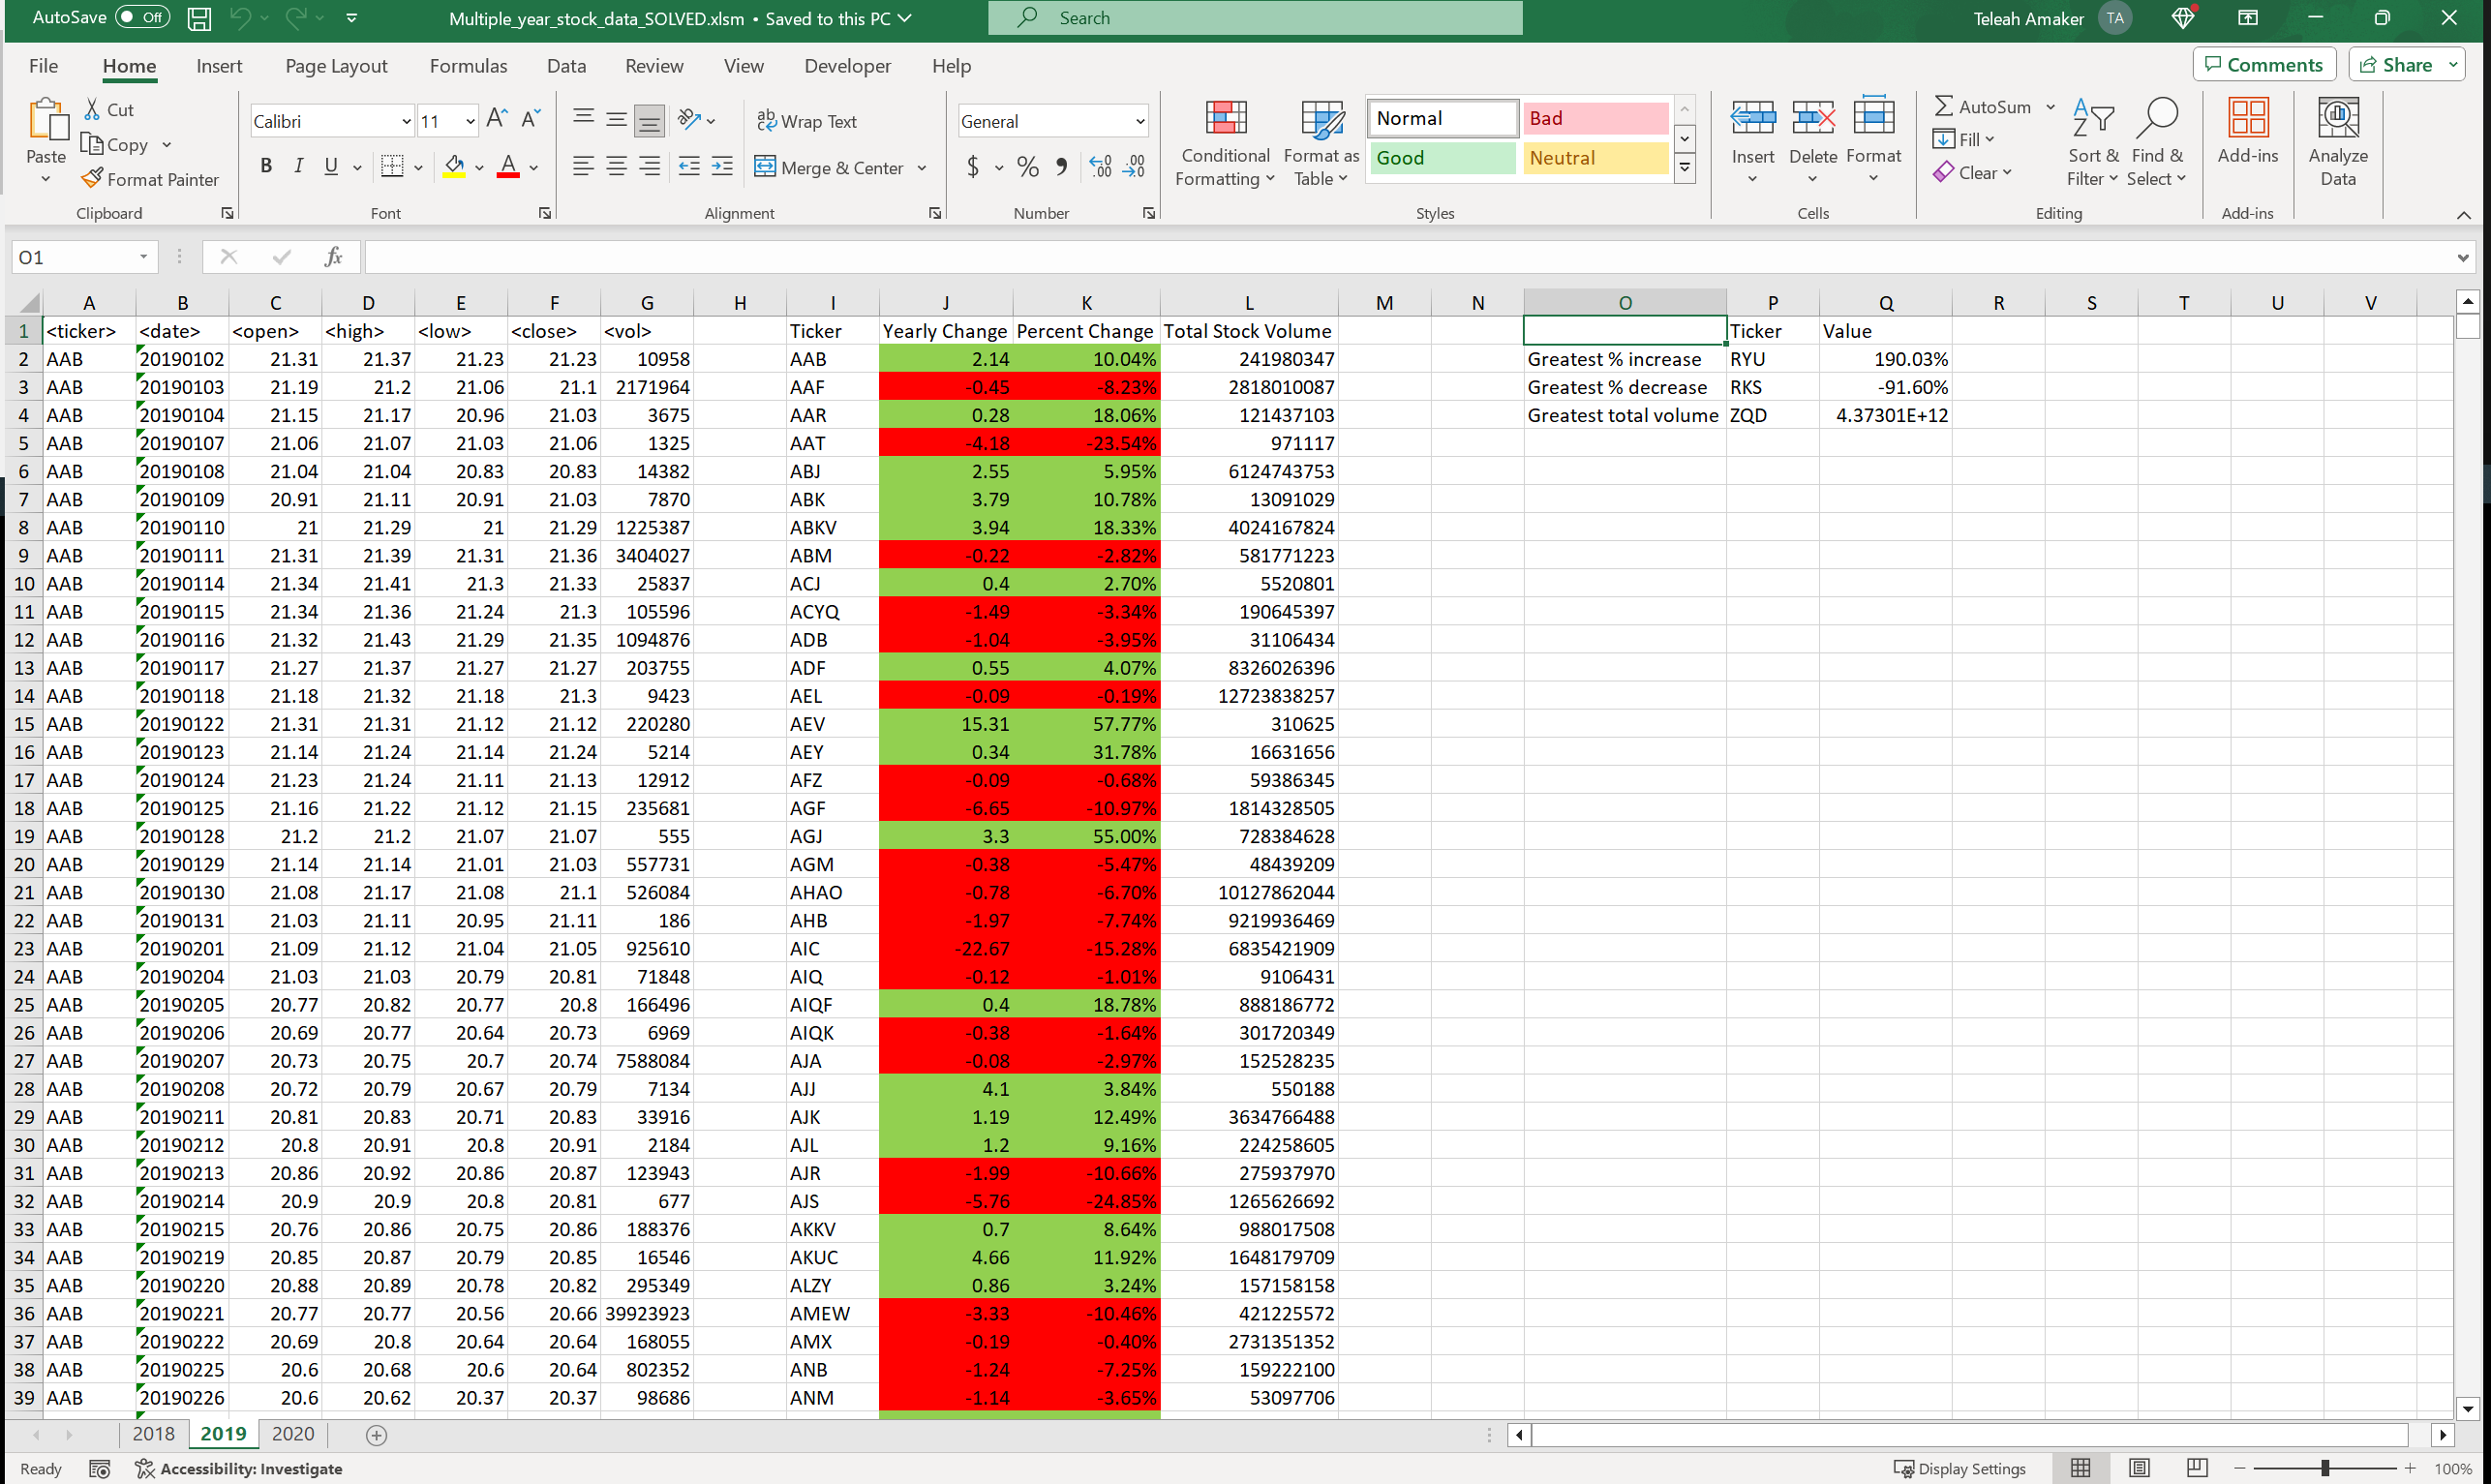 AutoSave Off Multiple_year_stock_data_SOLVED.xlsm • Saved to this PC Search Teleah Amaker TA
File Home Insert Page Layout Formulas Data Review View Developer Help Comments Share
Paste Cut Copy Format Painter Clipboard
Calibri 11 B I U A Font
ab Wrap Text Merge & Center Alignment
General $ % Number
Conditional Formatting Format as Table Normal Bad Good Neutral Styles
Insert Delete Format Cells
AutoSum Fill Clear Sort & Filter Find & Select Editing
Add-ins Add-ins Analyze Data
O1 fx
A B C D E F G H I J K L M N O P Q R S T U V
1 <ticker> <date> <open> <high> <low> <close> <vol> Ticker Yearly Change Percent Change Total Stock Volume Ticker Value
2 AAB 20190102 21.31 21.37 21.23 21.23 10958 AAB 2.14 10.04% 241980347 Greatest % increase RYU 190.03%
3 AAB 20190103 21.19 21.2 21.06 21.1 2171964 AAF -0.45 -8.23% 2818010087 Greatest % decrease RKS -91.60%
4 AAB 20190104 21.15 21.17 20.96 21.03 3675 AAR 0.28 18.06% 121437103 Greatest total volume ZQD 4.37301E+12
5 AAB 20190107 21.06 21.07 21.03 21.06 1325 AAT -4.18 -23.54% 971117
6 AAB 20190108 21.04 21.04 20.83 20.83 14382 ABJ 2.55 5.95% 6124743753
7 AAB 20190109 20.91 21.11 20.91 21.03 7870 ABK 3.79 10.78% 13091029
8 AAB 20190110 21 21.29 21 21.29 1225387 ABKV 3.94 18.33% 4024167824
9 AAB 20190111 21.31 21.39 21.31 21.36 3404027 ABM -0.22 -2.82% 581771223
10 AAB 20190114 21.34 21.41 21.3 21.33 25837 ACJ 0.4 2.70% 5520801
11 AAB 20190115 21.34 21.36 21.24 21.3 105596 ACYQ -1.49 -3.34% 190645397
12 AAB 20190116 21.32 21.43 21.29 21.35 1094876 ADB -1.04 -3.95% 31106434
13 AAB 20190117 21.27 21.37 21.27 21.27 203755 ADF 0.55 4.07% 8326026396
14 AAB 20190118 21.18 21.32 21.18 21.3 9423 AEL -0.09 -0.19% 12723838257
15 AAB 20190122 21.31 21.31 21.12 21.12 220280 AEV 15.31 57.77% 310625
16 AAB 20190123 21.14 21.24 21.14 21.24 5214 AEY 0.34 31.78% 16631656
17 AAB 20190124 21.23 21.24 21.11 21.13 12912 AFZ -0.09 -0.68% 59386345
18 AAB 20190125 21.16 21.22 21.12 21.15 235681 AGF -6.65 -10.97% 1814328505
19 AAB 20190128 21.2 21.2 21.07 21.07 555 AGJ 3.3 55.00% 728384628
20 AAB 20190129 21.14 21.14 21.01 21.03 557731 AGM -0.38 -5.47% 48439209
21 AAB 20190130 21.08 21.17 21.08 21.1 526084 AHAO -0.78 -6.70% 10127862044
22 AAB 20190131 21.03 21.11 20.95 21.11 186 AHB -1.97 -7.74% 9219936469
23 AAB 20190201 21.09 21.12 21.04 21.05 925610 AIC -22.67 -15.28% 6835421909
24 AAB 20190204 21.03 21.03 20.79 20.81 71848 AIQ -0.12 -1.01% 9106431
25 AAB 20190205 20.77 20.82 20.77 20.8 166496 AIQF 0.4 18.78% 888186772
26 AAB 20190206 20.69 20.77 20.64 20.73 6969 AIQK -0.38 -1.64% 301720349
27 AAB 20190207 20.73 20.75 20.7 20.74 7588084 AJA -0.08 -2.97% 152528235
28 AAB 20190208 20.72 20.79 20.67 20.79 7134 AJJ 4.1 3.84% 550188
29 AAB 20190211 20.81 20.83 20.71 20.83 33916 AJK 1.19 12.49% 3634766488
30 AAB 20190212 20.8 20.91 20.8 20.91 2184 AJL 1.2 9.16% 224258605
31 AAB 20190213 20.86 20.92 20.86 20.87 123943 AJR -1.99 -10.66% 275937970
32 AAB 20190214 20.9 20.9 20.8 20.81 677 AJS -5.76 -24.85% 1265626692
33 AAB 20190215 20.76 20.86 20.75 20.86 188376 AKKV 0.7 8.64% 988017508
34 AAB 20190219 20.85 20.87 20.79 20.85 16546 AKUC 4.66 11.92% 1648179709
35 AAB 20190220 20.88 20.89 20.78 20.82 295349 ALZY 0.86 3.24% 157158158
36 AAB 20190221 20.77 20.77 20.56 20.66 39923923 AMEW -3.33 -10.46% 421225572
37 AAB 20190222 20.69 20.8 20.64 20.64 168055 AMX -0.19 -0.40% 2731351352
38 AAB 20190225 20.6 20.68 20.6 20.64 802352 ANB -1.24 -7.25% 159222100
39 AAB 20190226 20.6 20.62 20.37 20.37 98686 ANM -1.14 -3.65% 53097706
2018 2019 2020
Ready Accessibility: Investigate Display Settings 100%